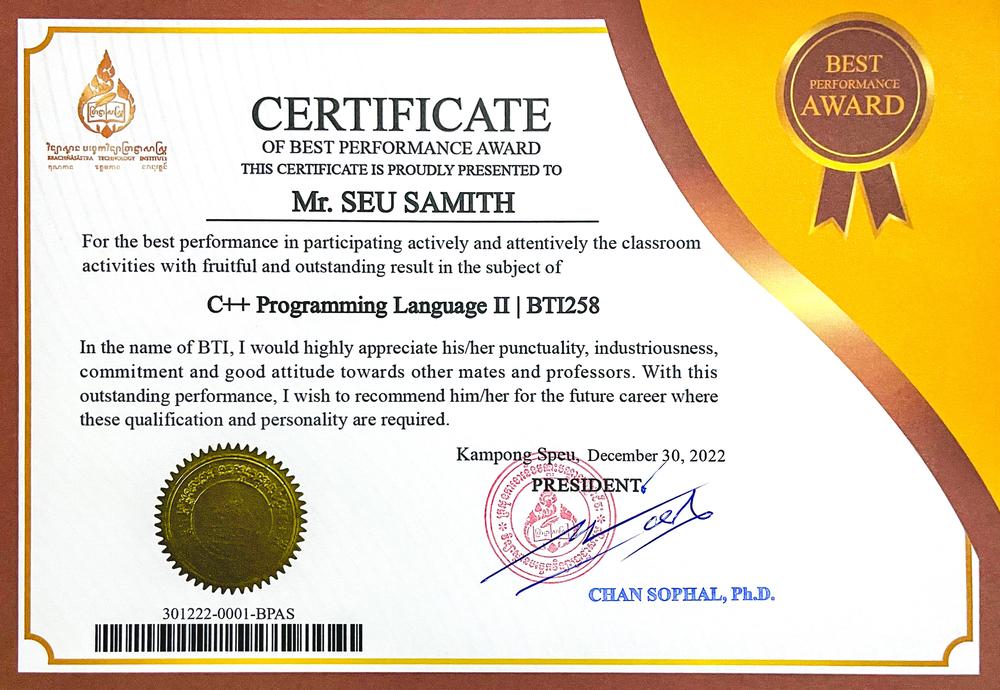 BEST
PERFORMANCE
AWARD
TECHNOLOGY INSTITUTE
CERTIFICATE
OF BEST PERFORMANCE AWARD
THIS CERTIFICATE IS PROUDLY PRESENTED TO
Mr. SEU SAMITH
For the best performance in participating actively and attentively the classroom
activities with fruitful and outstanding result in the subject of
C++ Programming Language II | BTI258
In the name of BTI, I would highly appreciate his/her punctuality, industriousness,
commitment and good attitude towards other mates and professors. With this
outstanding performance, I wish to recommend him/her for the future career where
these qualification and personality are required.
Kampong Speu, December 30, 2022
PRESIDENT
CHAN SOPHAL, Ph.D.
301222-0001-BPAS